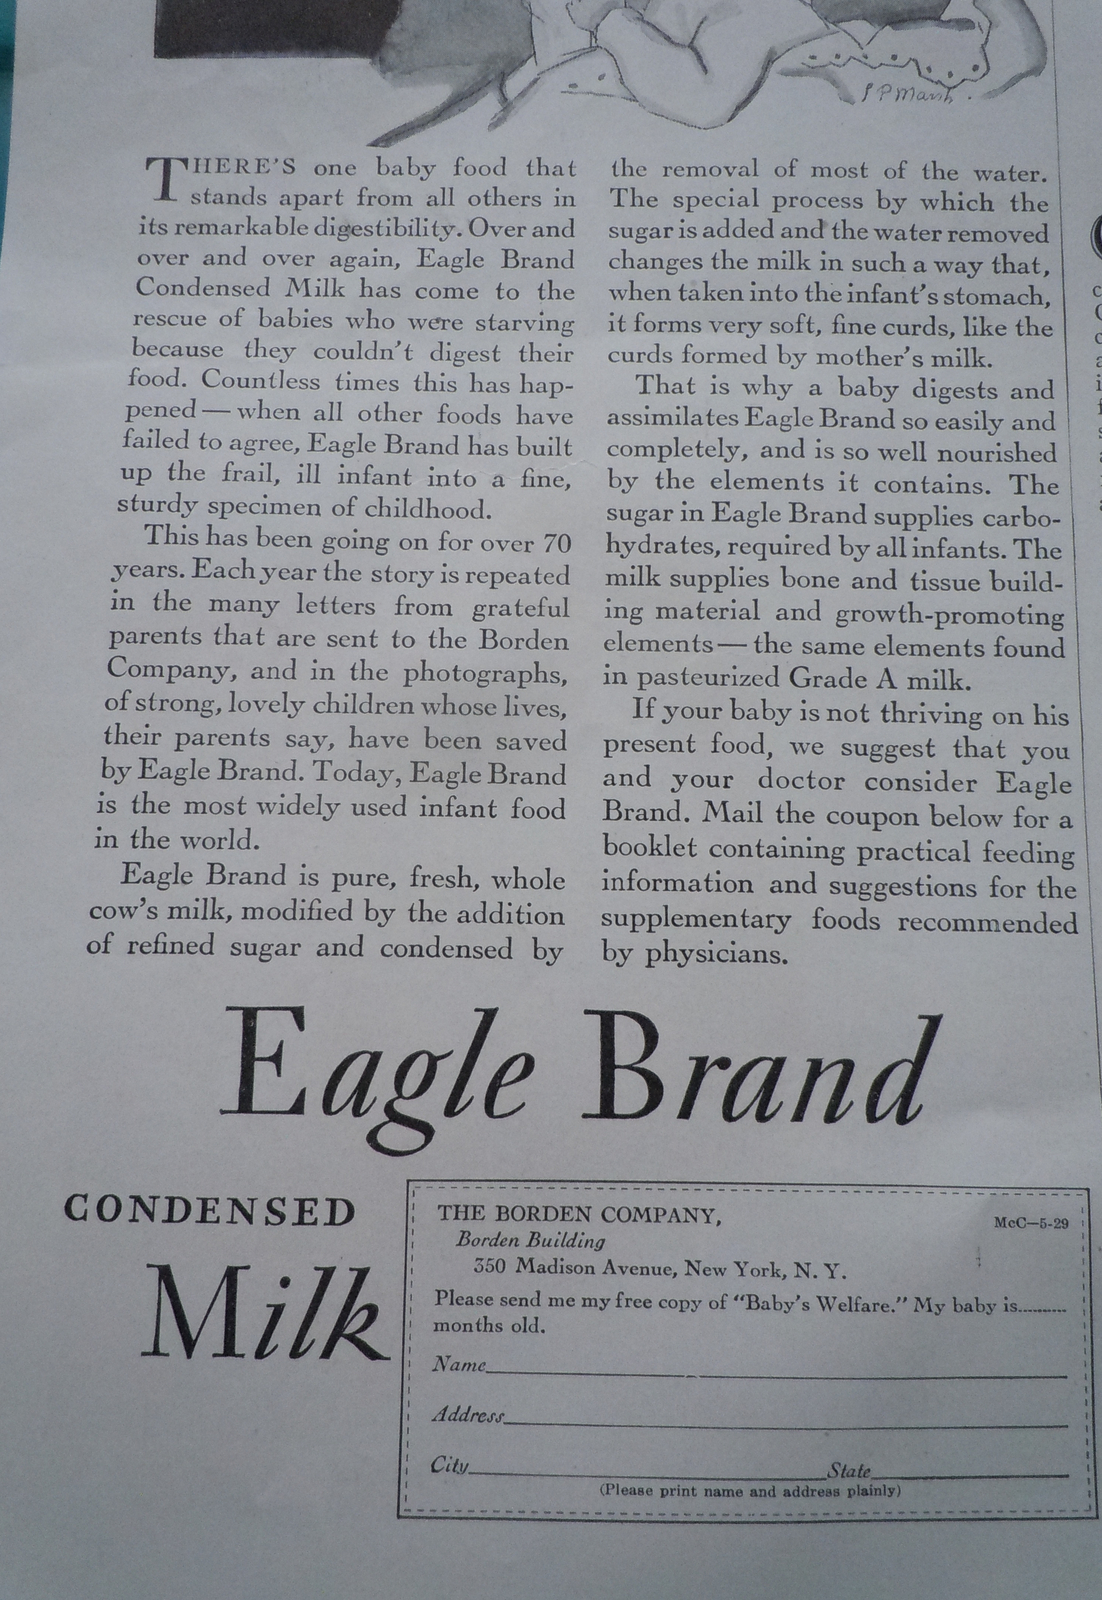 P Marsh.
THERE'S one baby food that
stands apart from all others in
its remarkable digestibility. Over and
over and over again, Eagle Brand
Condensed Milk has come to the
rescue of babies who were starving
because they couldn't digest their
food. Countless times this has hap-
pened — when all other foods have
failed to agree, Eagle Brand has built
up the frail, ill infant into a fine,
sturdy specimen of childhood.
This has been going on for over 70
years. Each year the story is repeated
in the many letters from grateful
parents that are sent to the Borden
Company, and in the photographs,
of strong, lovely children whose lives,
their parents say, have been saved
by Eagle Brand. Today, Eagle Brand
is the most widely used infant food
in the world.
Eagle Brand is pure, fresh, whole
cow's milk, modified by the addition
of refined sugar and condensed by
the removal of most of the water.
The special process by which the
sugar is added and the water removed
changes the milk in such a way that,
when taken into the infant's stomach,
it forms very soft, fine curds, like the
curds formed by mother's milk.
That is why a baby digests and
assimilates Eagle Brand so easily and
completely, and is so well nourished
by the elements it contains. The
sugar in Eagle Brand supplies carbo-
hydrates, required by all infants. The
milk supplies bone and tissue build-
ing material and growth-promoting
elements — the same elements found
in pasteurized Grade A milk.
If your baby is not thriving on his
present food, we suggest that you
and your doctor consider Eagle
Brand. Mail the coupon below for a
booklet containing practical feeding
information and suggestions for the
supplementary foods recommended
by physicians.
Eagle Brand
CONDENSED
Milk
THE BORDEN COMPANY, McC—5-29
Borden Building
350 Madison Avenue, New York, N. Y.
Please send me my free copy of "Baby's Welfare." My baby is..........
months old.
Name
Address
City State
(Please print name and address plainly)